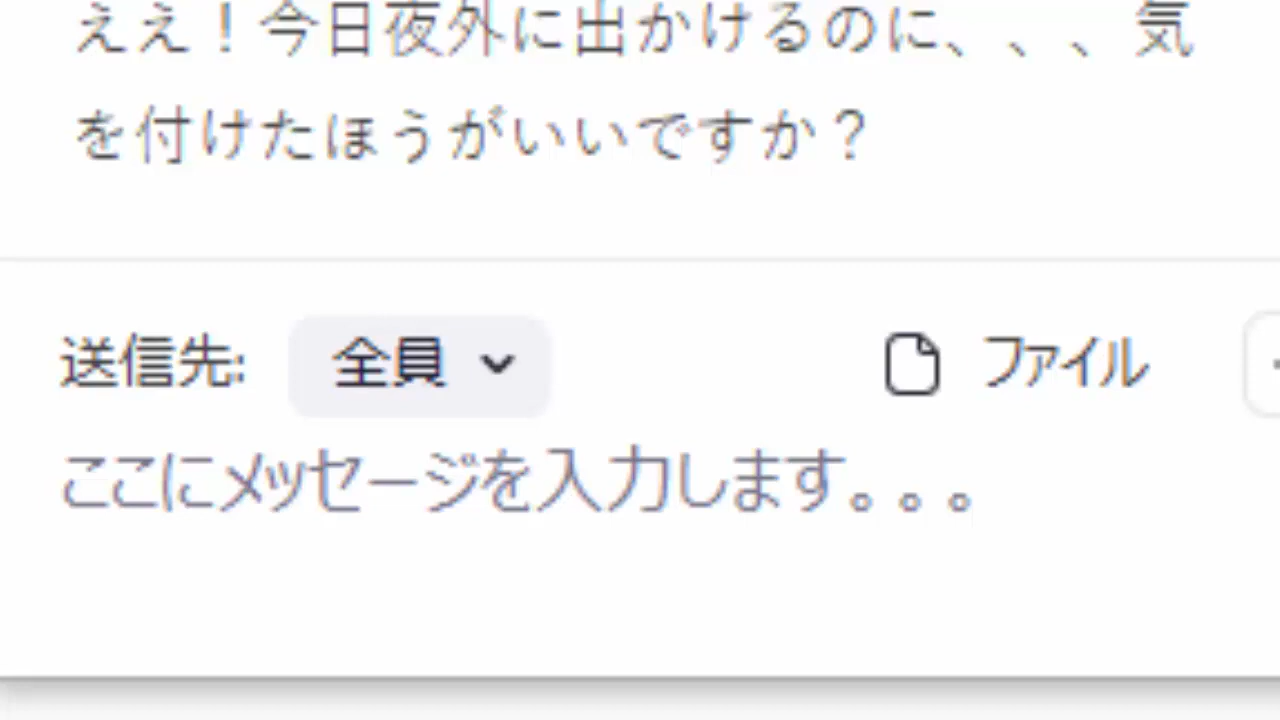 ええ！今日夜外に出かけるのに、、、気
を付けたほうがいいですか？
送信先: 全員 ファイル
ここにメッセージを入力します。。。